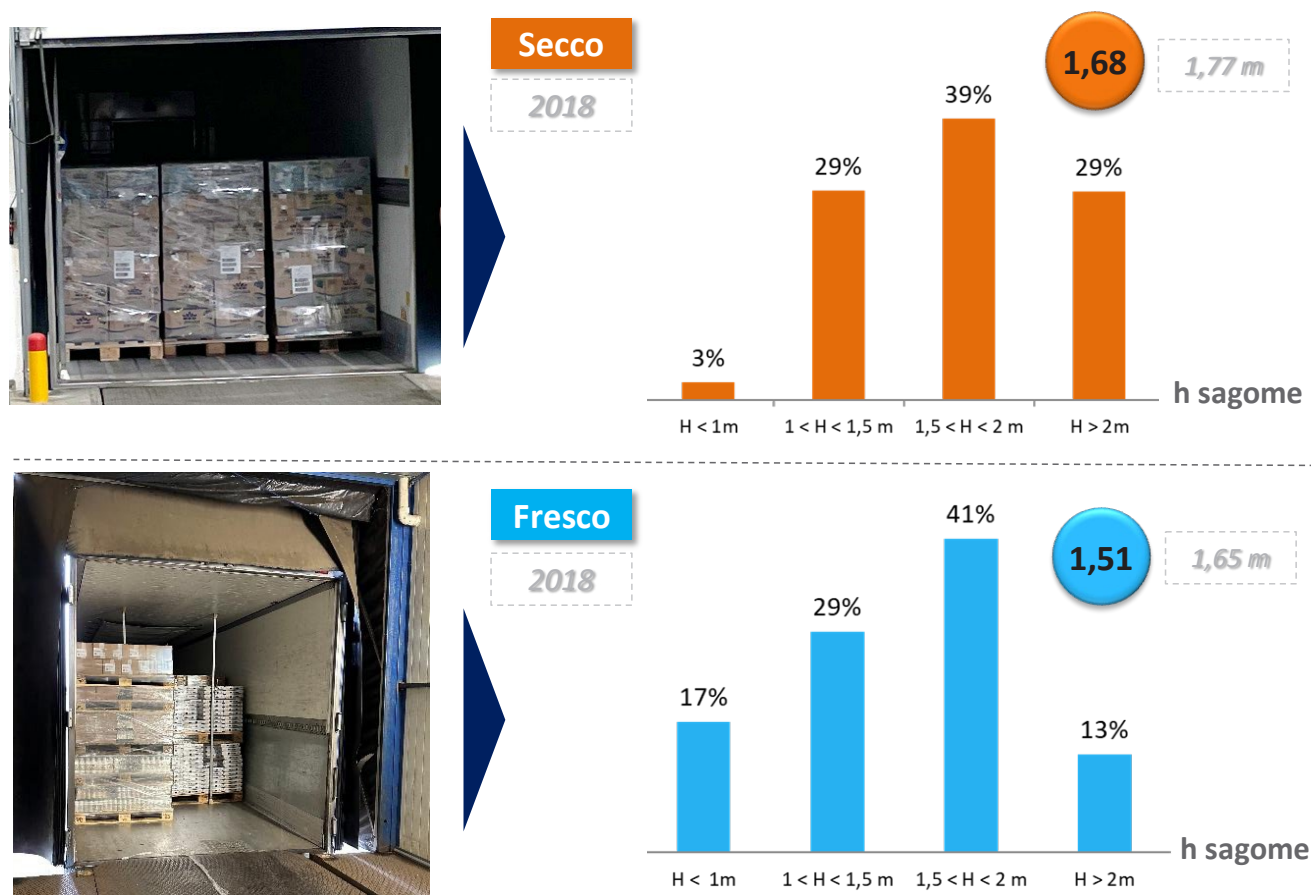 Secco
2018
1,68
1,77 m
3%
29%
39%
29%
H < 1m
1 < H < 1,5 m
1,5 < H < 2 m
H > 2m
h sagome
Fresco
2018
1,51
1,65 m
17%
29%
41%
13%
H < 1m
1 < H < 1,5 m
1,5 < H < 2 m
H > 2m
h sagome